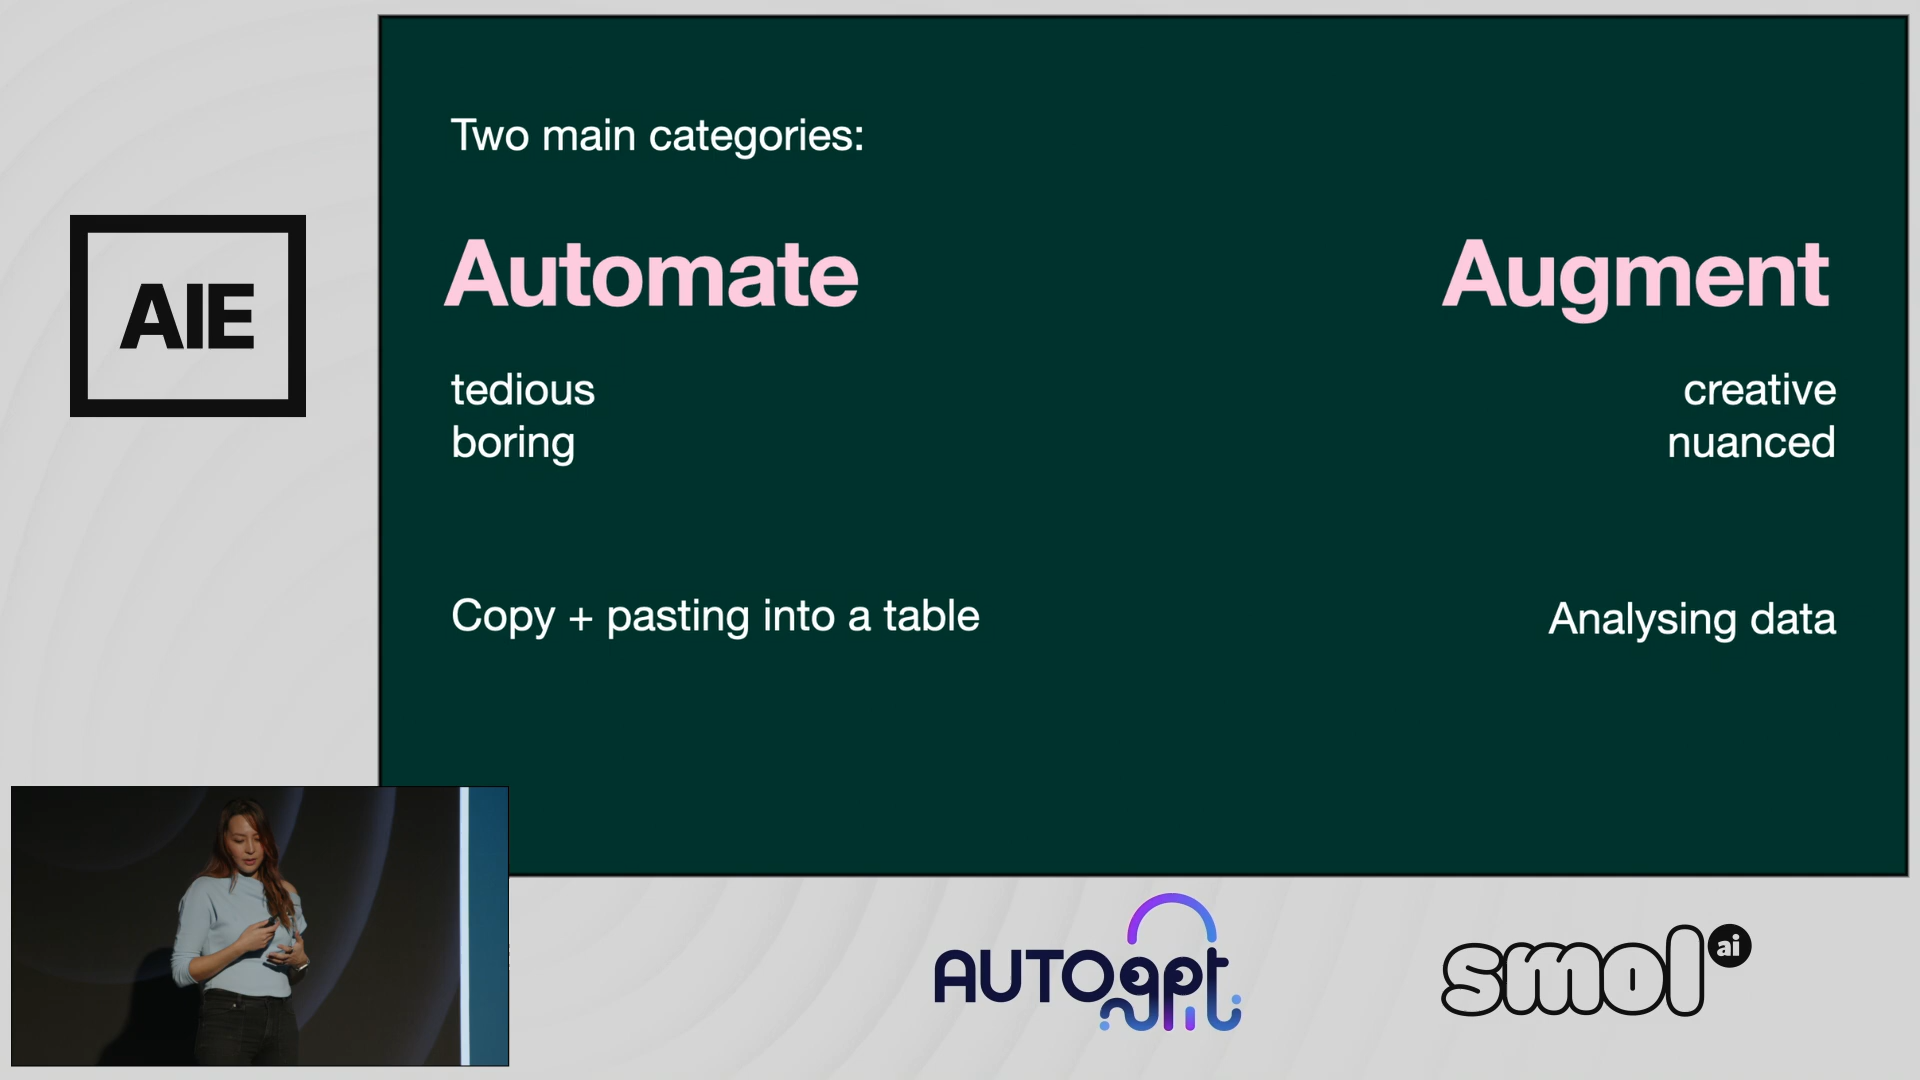 Two main categories:
Automate
Augment
tedious
boring
creative
nuanced
Copy + pasting into a table
Analysing data
AIE
AUTOgpt
smol ai